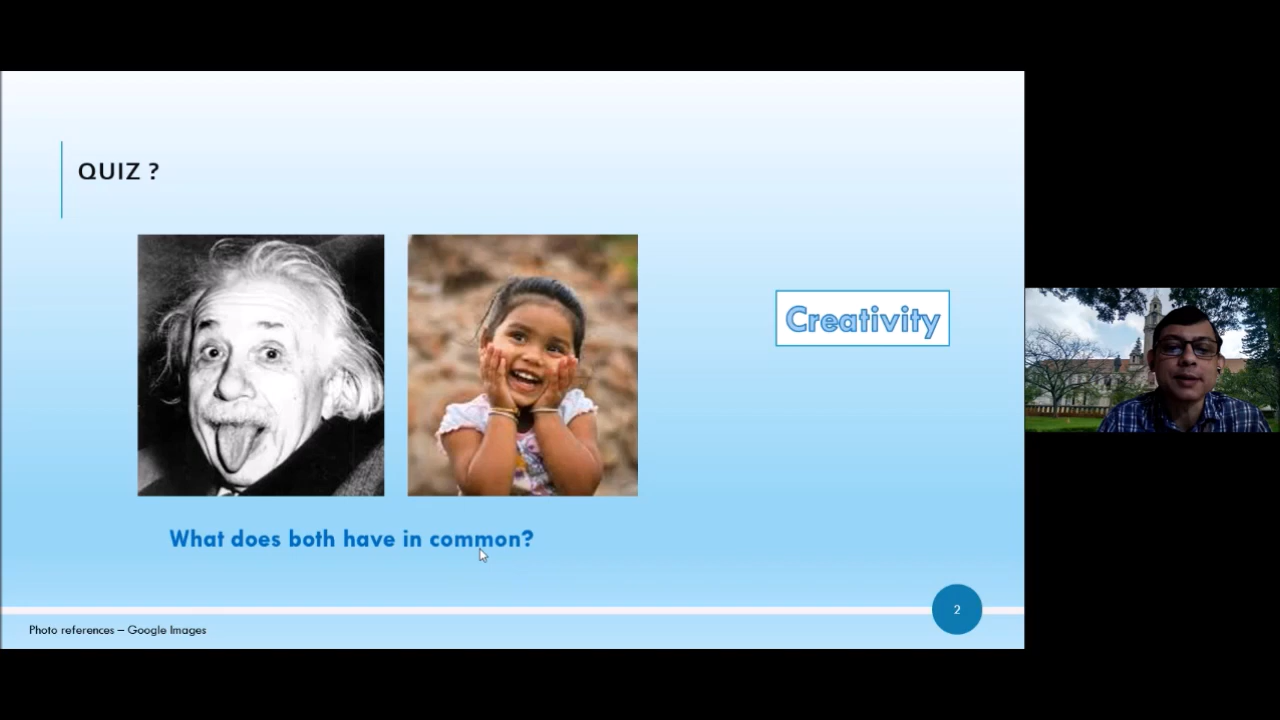 QUIZ ?
Creativity
What does both have in common?
2
Photo references – Google Images